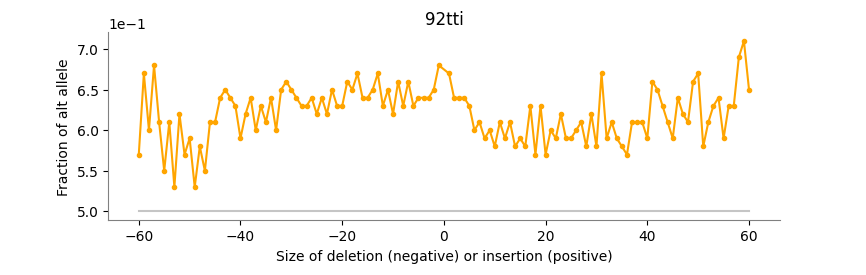 92tti
1e−1
7.0
6.5
6.0
5.5
5.0
Fraction of alt allele
−60 −40 −20 0 20 40 60
Size of deletion (negative) or insertion (positive)